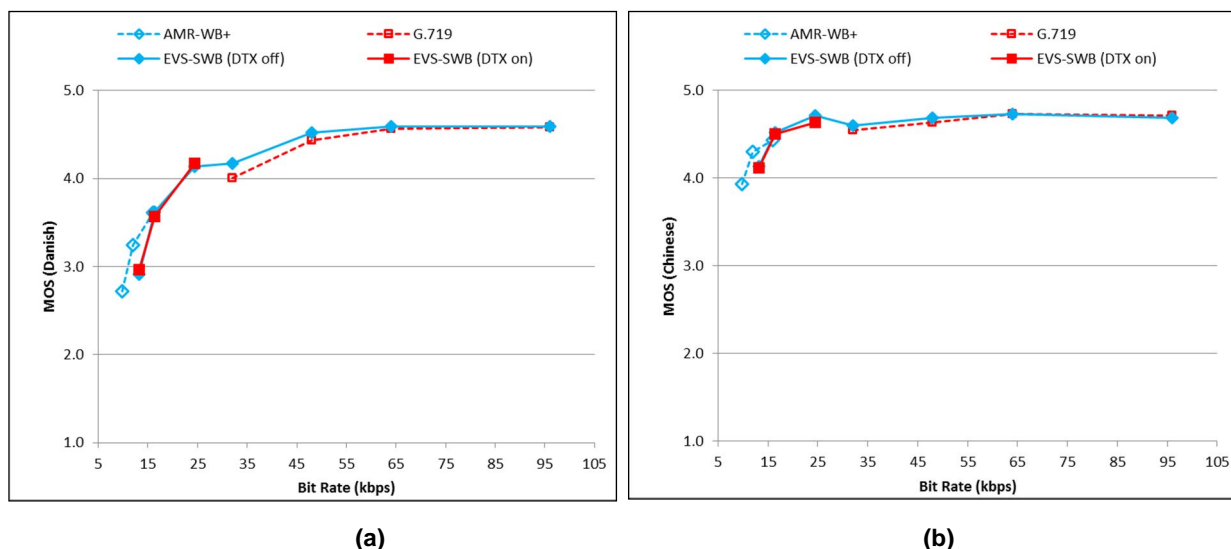 AMR-WB+ G.719
EVS-SWB (DTX off) EVS-SWB (DTX on)
5.0
4.0
3.0
2.0
1.0
MOS (Danish)
5 15 25 35 45 55 65 75 85 95 105
Bit Rate (kbps)
(a)
AMR-WB+ G.719
EVS-SWB (DTX off) EVS-SWB (DTX on)
5.0
4.0
3.0
2.0
1.0
MOS (Chinese)
5 15 25 35 45 55 65 75 85 95 105
Bit Rate (kbps)
(b)